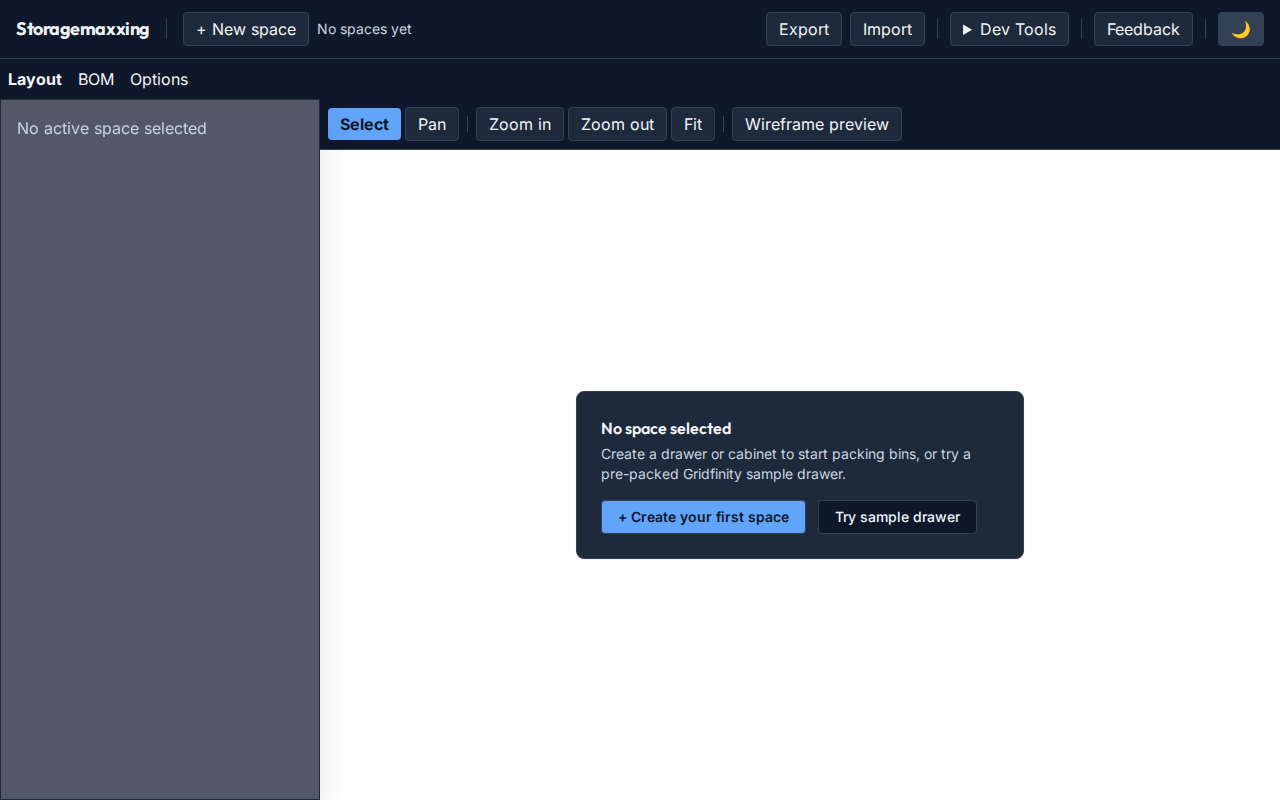 Storagemaxxing
+ New space
No spaces yet
Export
Import
▶ Dev Tools
Feedback
Layout
BOM
Options
No active space selected
Select
Pan
Zoom in
Zoom out
Fit
Wireframe preview
No space selected
Create a drawer or cabinet to start packing bins, or try a
pre-packed Gridfinity sample drawer.
+ Create your first space
Try sample drawer